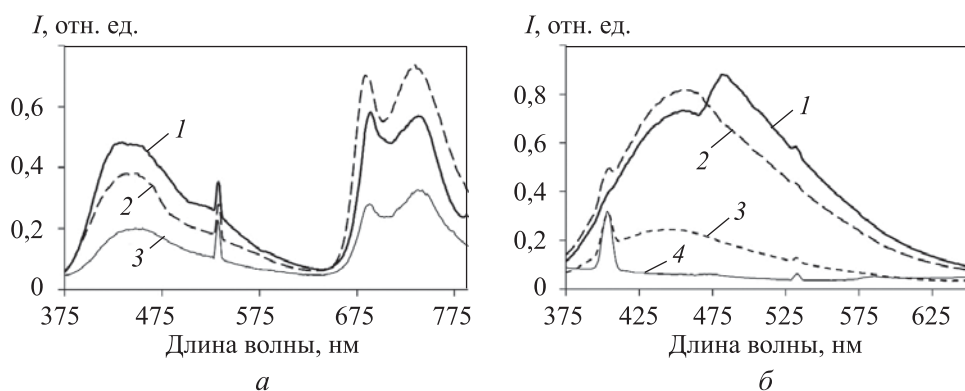 I, отн. ед.
0,6
0,4
0,2
0
1
2
3
375 475 575 675 775
Длина волны, нм
а
I, отн. ед.
0,8
0,6
0,4
0,2
0
1
2
3
4
375 425 475 525 575 625
Длина волны, нм
б